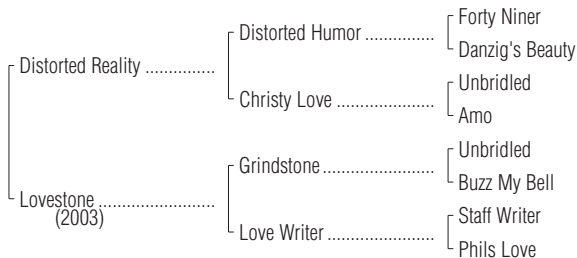 Forty Niner
Distorted Humor ..............
Danzig's Beauty
Distorted Reality ...............
Unbridled
Christy Love ....................
Amo
Unbridled
Grindstone .......................
Buzz My Bell
Lovestone .........................
(2003)
Staff Writer
Love Writer ......................
Phils Love